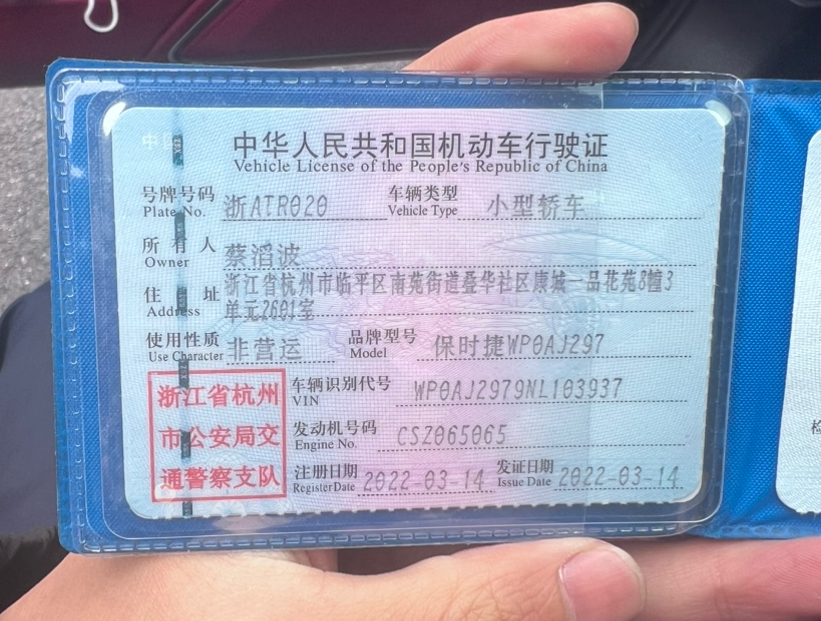 中华人民共和国机动车行驶证
Vehicle License of the People's Republic of China
号牌号码 浙ATR020 车辆类型 小型轿车
Plate No. Vehicle Type
所有人 蔡滔波
Owner
住址 浙江省杭州市临平区南苑街道叠华社区康城一品花苑8幢3
单元2601室
Address
使用性质 非营运 品牌型号 保时捷WP0AJ297
Use Character Model
浙江省杭州
市公安局交
通警察支队
车辆识别代号 WP0AJ2979NL103937
VIN
发动机号码 CSZ065065
Engine No.
注册日期 2022-03-14 发证日期 2022-03-14
Register Date Issue Date